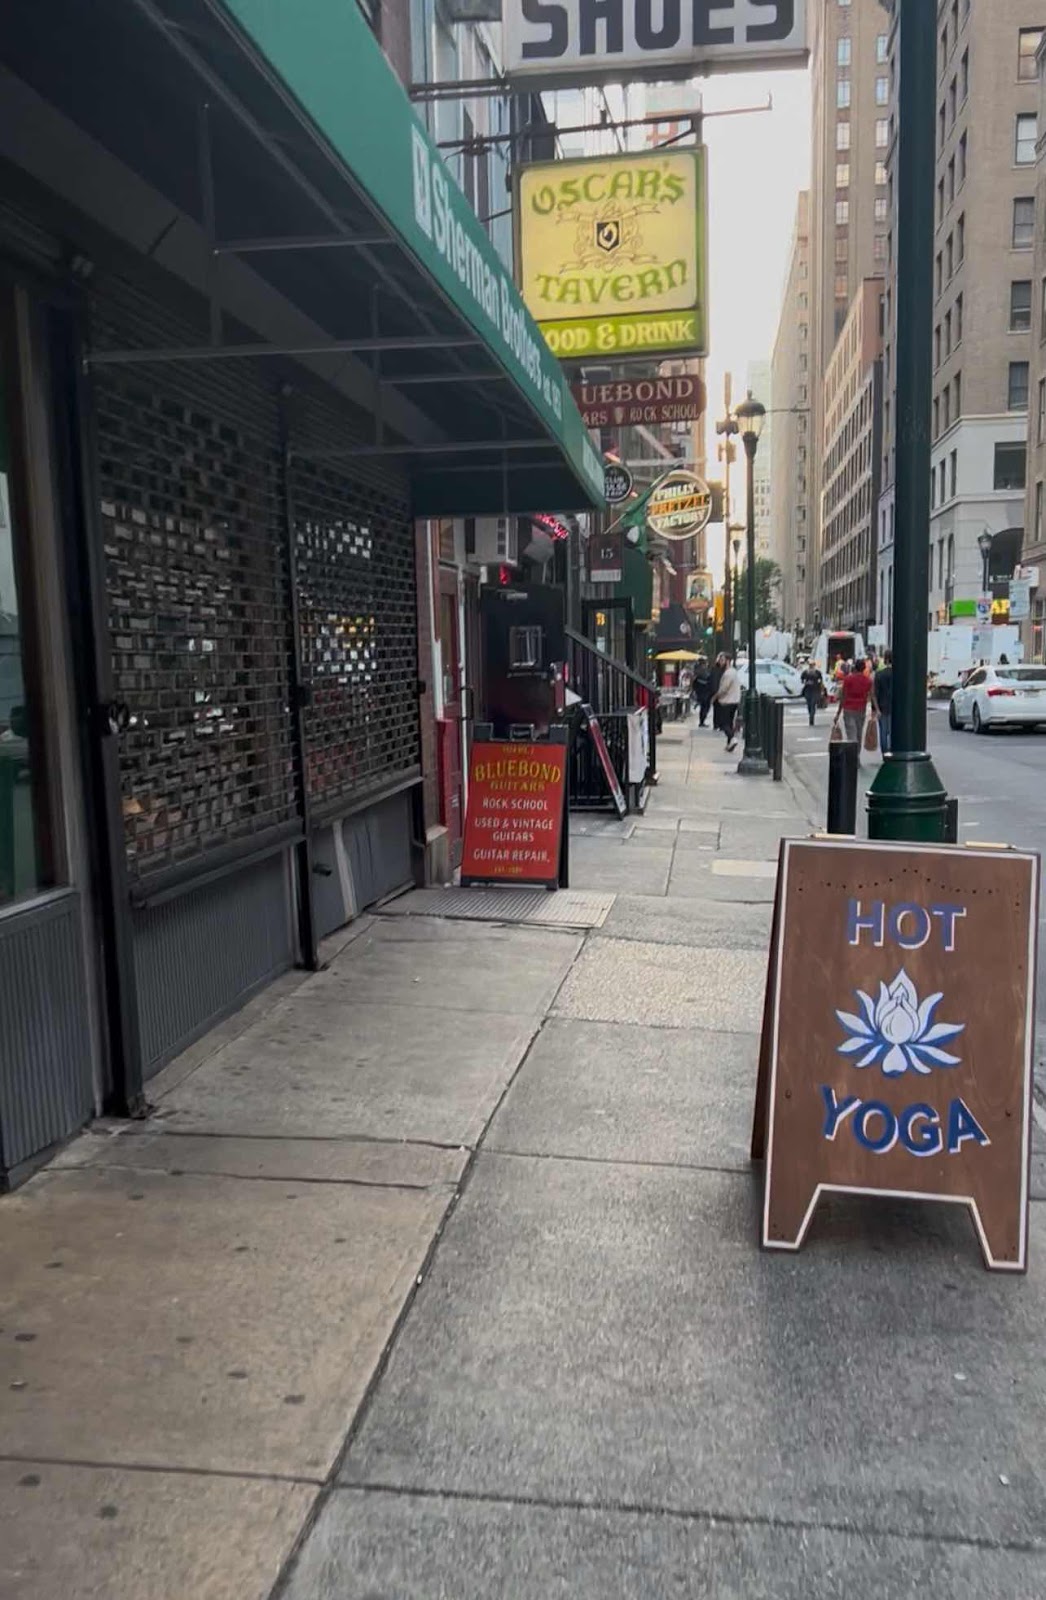 SHOES
OSCAR'S
TAVERN
OOD & DRINK
Sherman Brothers
UEBOND
ARS ROCK SCHOOL
PHILLY
PRETZEL
FACTORY
15
BLUEBOND
GUITARS
ROCK SCHOOL
USED & VINTAGE
GUITARS
GUITAR REPAIR.
HOT
YOGA